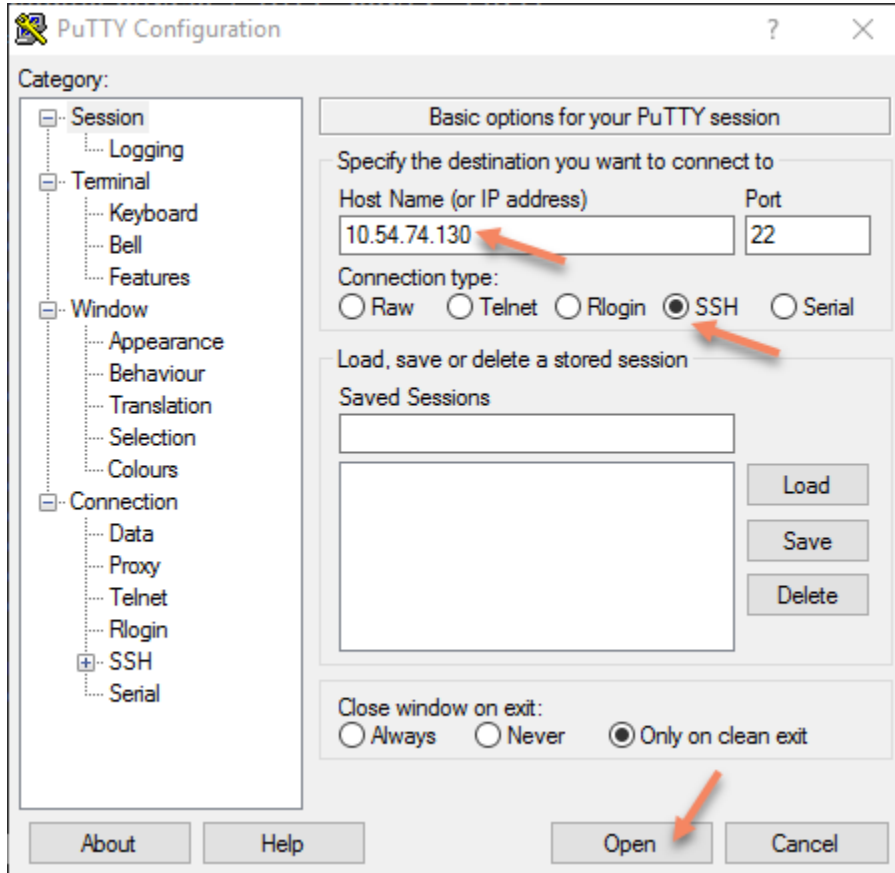 PuTTY Configuration
?
Category:
Session
Logging
Terminal
Keyboard
Bell
Features
Window
Appearance
Behaviour
Translation
Selection
Colours
Connection
Data
Proxy
Telnet
Rlogin
SSH
Serial
Basic options for your PuTTY session
Specify the destination you want to connect to
Host Name (or IP address) Port
10.54.74.130 22
Connection type:
Raw Telnet Rlogin SSH Serial
Load, save or delete a stored session
Saved Sessions
Load
Save
Delete
Close window on exit:
Always Never Only on clean exit
About Help Open Cancel